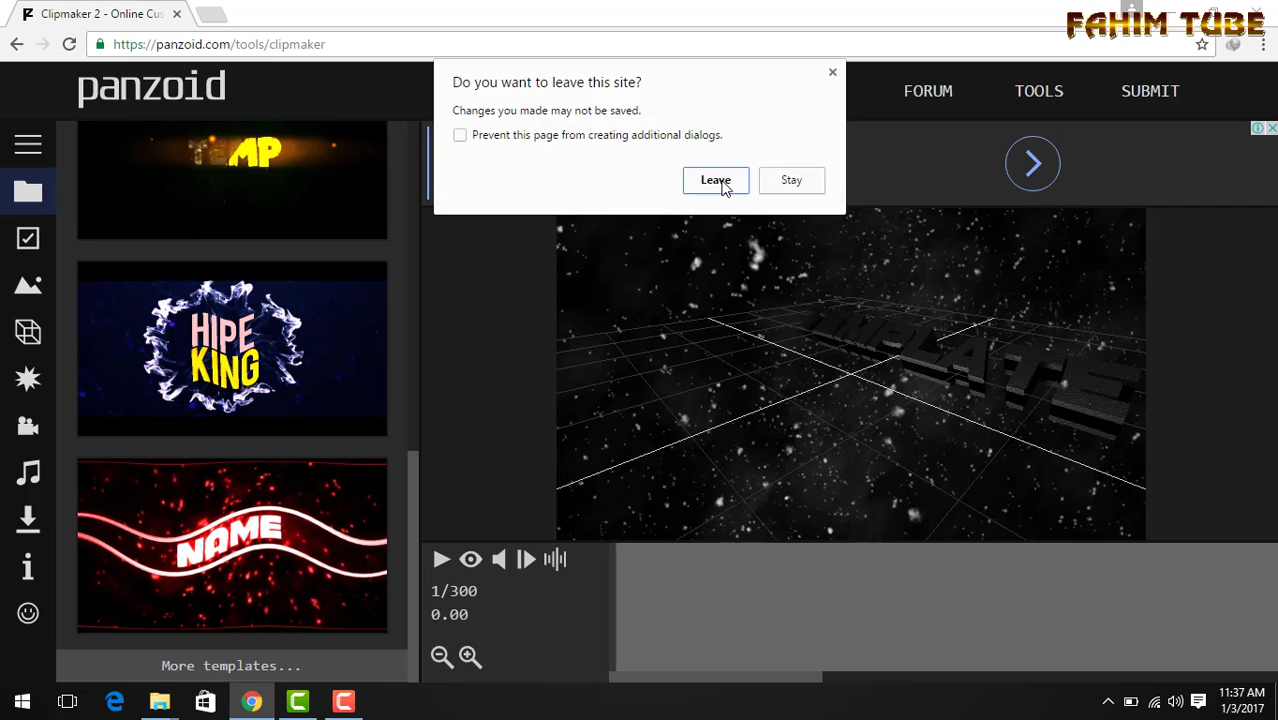 Clipmaker 2 - Online Cus
FAHIM TUBE
https://panzoid.com/tools/clipmaker
panzoid
FORUM
TOOLS
SUBMIT
Do you want to leave this site?
Changes you made may not be saved.
Prevent this page from creating additional dialogs.
Leave
Stay
TEMP
HIPE
KING
TEMPLATE
NAME
1/300
0.00
More templates...
11:37 AM
1/3/2017